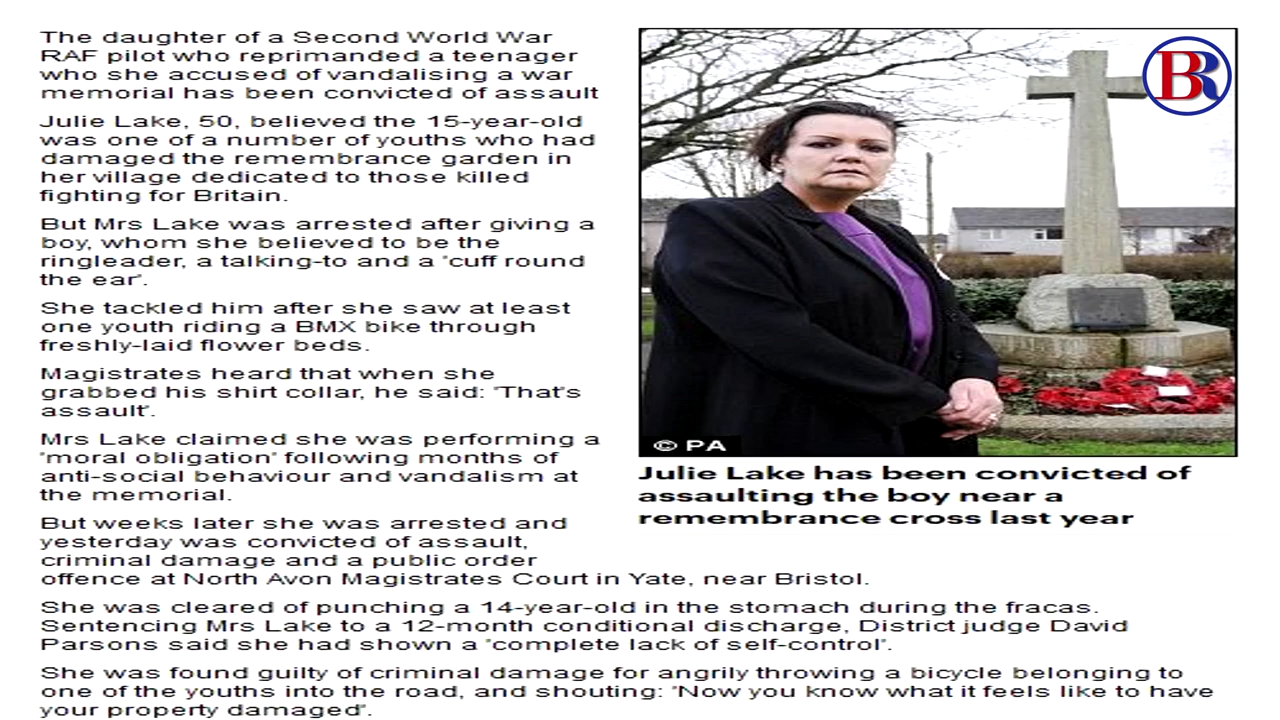 The daughter of a Second World War
RAF pilot who reprimanded a teenager
who she accused of vandalising a war
memorial has been convicted of assault
Julie Lake, 50, believed the 15-year-old
was one of a number of youths who had
damaged the remembrance garden in
her village dedicated to those killed
fighting for Britain.
But Mrs Lake was arrested after giving a
boy, whom she believed to be the
ringleader, a talking-to and a 'cuff round
the ear'.
She tackled him after she saw at least
one youth riding a BMX bike through
freshly-laid flower beds.
Magistrates heard that when she
grabbed his shirt collar, he said: 'That's
assault'.
Mrs Lake claimed she was performing a
'moral obligation' following months of
anti-social behaviour and vandalism at
the memorial.
But weeks later she was arrested and
yesterday was convicted of assault,
criminal damage and a public order
offence at North Avon Magistrates Court in Yate, near Bristol.
She was cleared of punching a 14-year-old in the stomach during the fracas.
Sentencing Mrs Lake to a 12-month conditional discharge, District judge David
Parsons said she had shown a 'complete lack of self-control'.
She was found guilty of criminal damage for angrily throwing a bicycle belonging to
one of the youths into the road, and shouting: 'Now you know what it feels like to have
your property damaged'.
BR
© PA
Julie Lake has been convicted of
assaulting the boy near a
remembrance cross last year